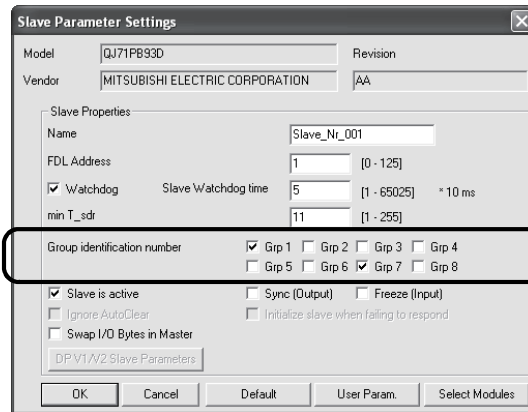 Slave Parameter Settings
Model QJ71PB93D Revision
Vendor MITSUBISHI ELECTRIC CORPORATION AA
Slave Properties
Name Slave_Nr_001
FDL Address 1 [0 - 125]
Watchdog Slave Watchdog time 5 [1 - 65025] * 10 ms
min T_sdr 11 [1 - 255]
Group identification number Grp 1 Grp 2 Grp 3 Grp 4
Grp 5 Grp 6 Grp 7 Grp 8
Slave is active Sync (Output) Freeze (Input)
Ignore AutoClear Initialize slave when failing to respond
Swap I/O Bytes in Master
DP V1/V2 Slave Parameters
OK Cancel Default User Param. Select Modules